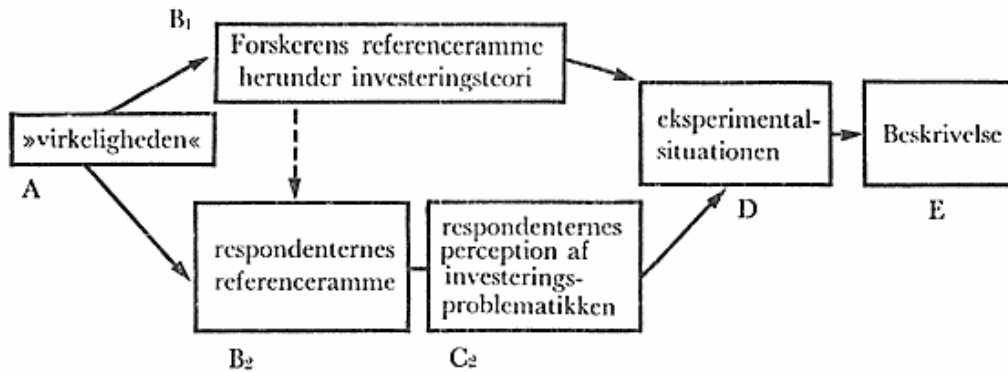 B₁
Forskerens referenceramme
herunder investeringsteori
»virkeligheden«
A
eksperimental-
situationen
D
Beskrivelse
E
respondenternes
referenceramme
B₂
respondenternes
perception af
investerings-
problematikken
C₂